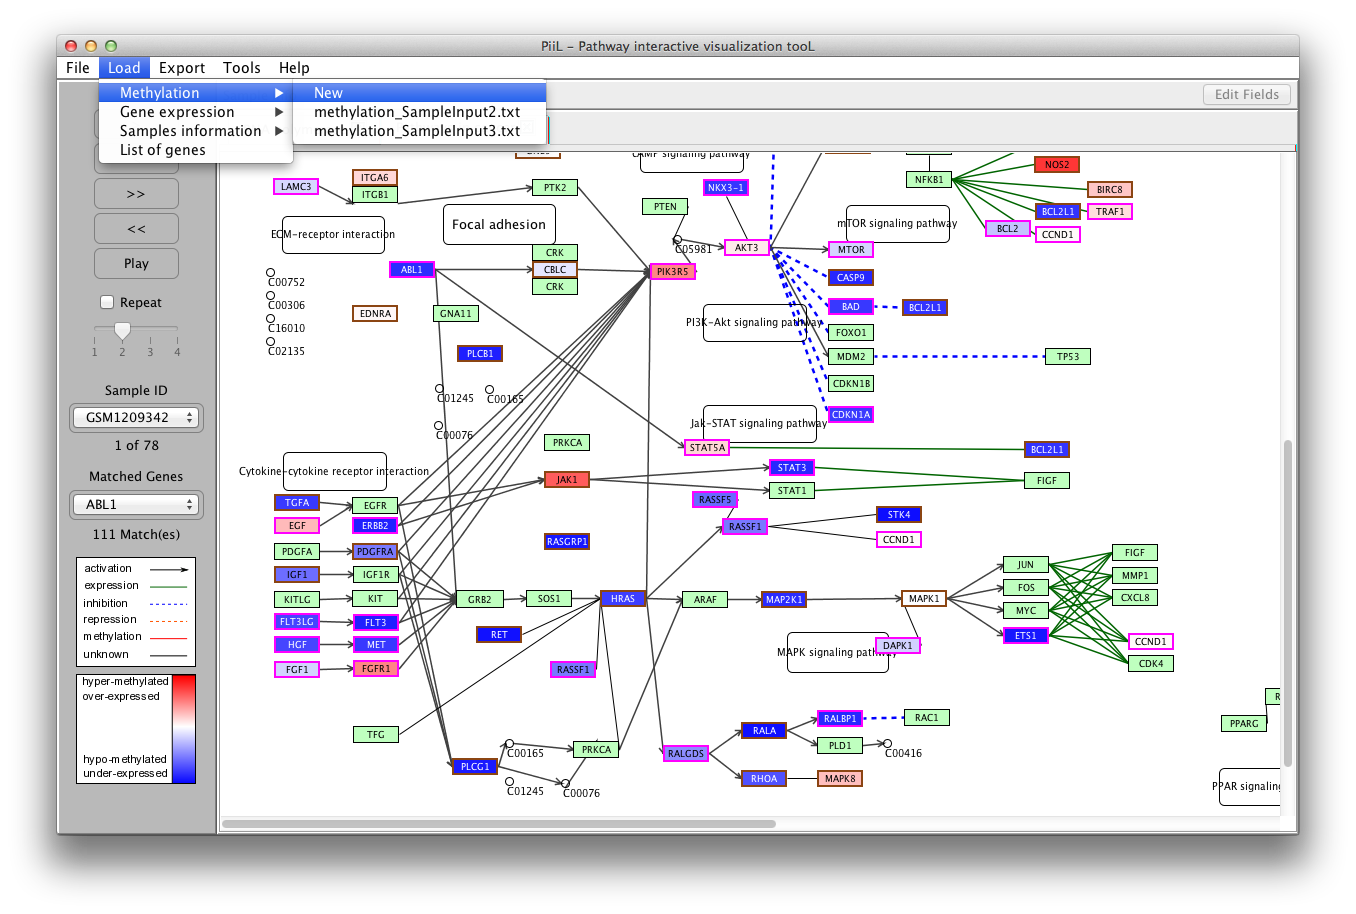 PiiL - Pathway interactive visualization tooL
File Load Export Tools Help
Methylation
Gene expression
Samples information
List of genes
New
methylation_SampleInput2.txt
methylation_SampleInput3.txt
Edit Fields
>>
<<
Play
Repeat
1 2 3 4
Sample ID
GSM1209342
1 of 78
Matched Genes
ABL1
111 Match(es)
activation
expression
inhibition
repression
methylation
unknown
hyper-methylated
over-expressed
hypo-methylated
under-expressed
LAMC3
ITGA6
ITGB1
PTK2
ECM-receptor interaction
Focal adhesion
CRK
CBLC
CRK
ABL1
C00752
C00306
C16010
C02135
EDNRA
GNA11
PLCB1
C01245
C00165
C00076
PRKCA
Cytokine-cytokine receptor interaction
NKX3-1
PTEN
C05981
AKT3
PIK3R5
PI3K-Akt signaling pathway
mTOR signaling pathway
MTOR
CASP9
BAD
BCL2L1
FOXO1
MDM2
TP53
CDKN1B
CDKN1A
NFKB1
NOS2
BIRC8
BCL2L1
TRAF1
BCL2
CCND1
Jak-STAT signaling pathway
STAT5A
BCL2L1
JAK1
STAT3
STAT1
FIGF
RASSF5
RASSF1
STK4
CCND1
TGFA
EGFR
EGF
ERBB2
PDGFA
PDGFRA
IGF1
IGF1R
KITLG
KIT
FLT3LG
FLT3
HGF
MET
FGF1
FGFR1
RASGRP1
GRB2
SOS1
HRAS
ARAF
MAP2K1
MAPK1
RET
RASSF1
MAPK signaling pathway
DAPK1
JUN
FOS
MYC
ETS1
FIGF
MMP1
CXCL8
CCND1
CDK4
TFG
PLCG1
C00165
PRKCA
C01245
C00076
RALGDS
RALA
RALBP1
RAC1
PLD1
C00416
RHOA
MAPK8
PPARG
PPAR signaling